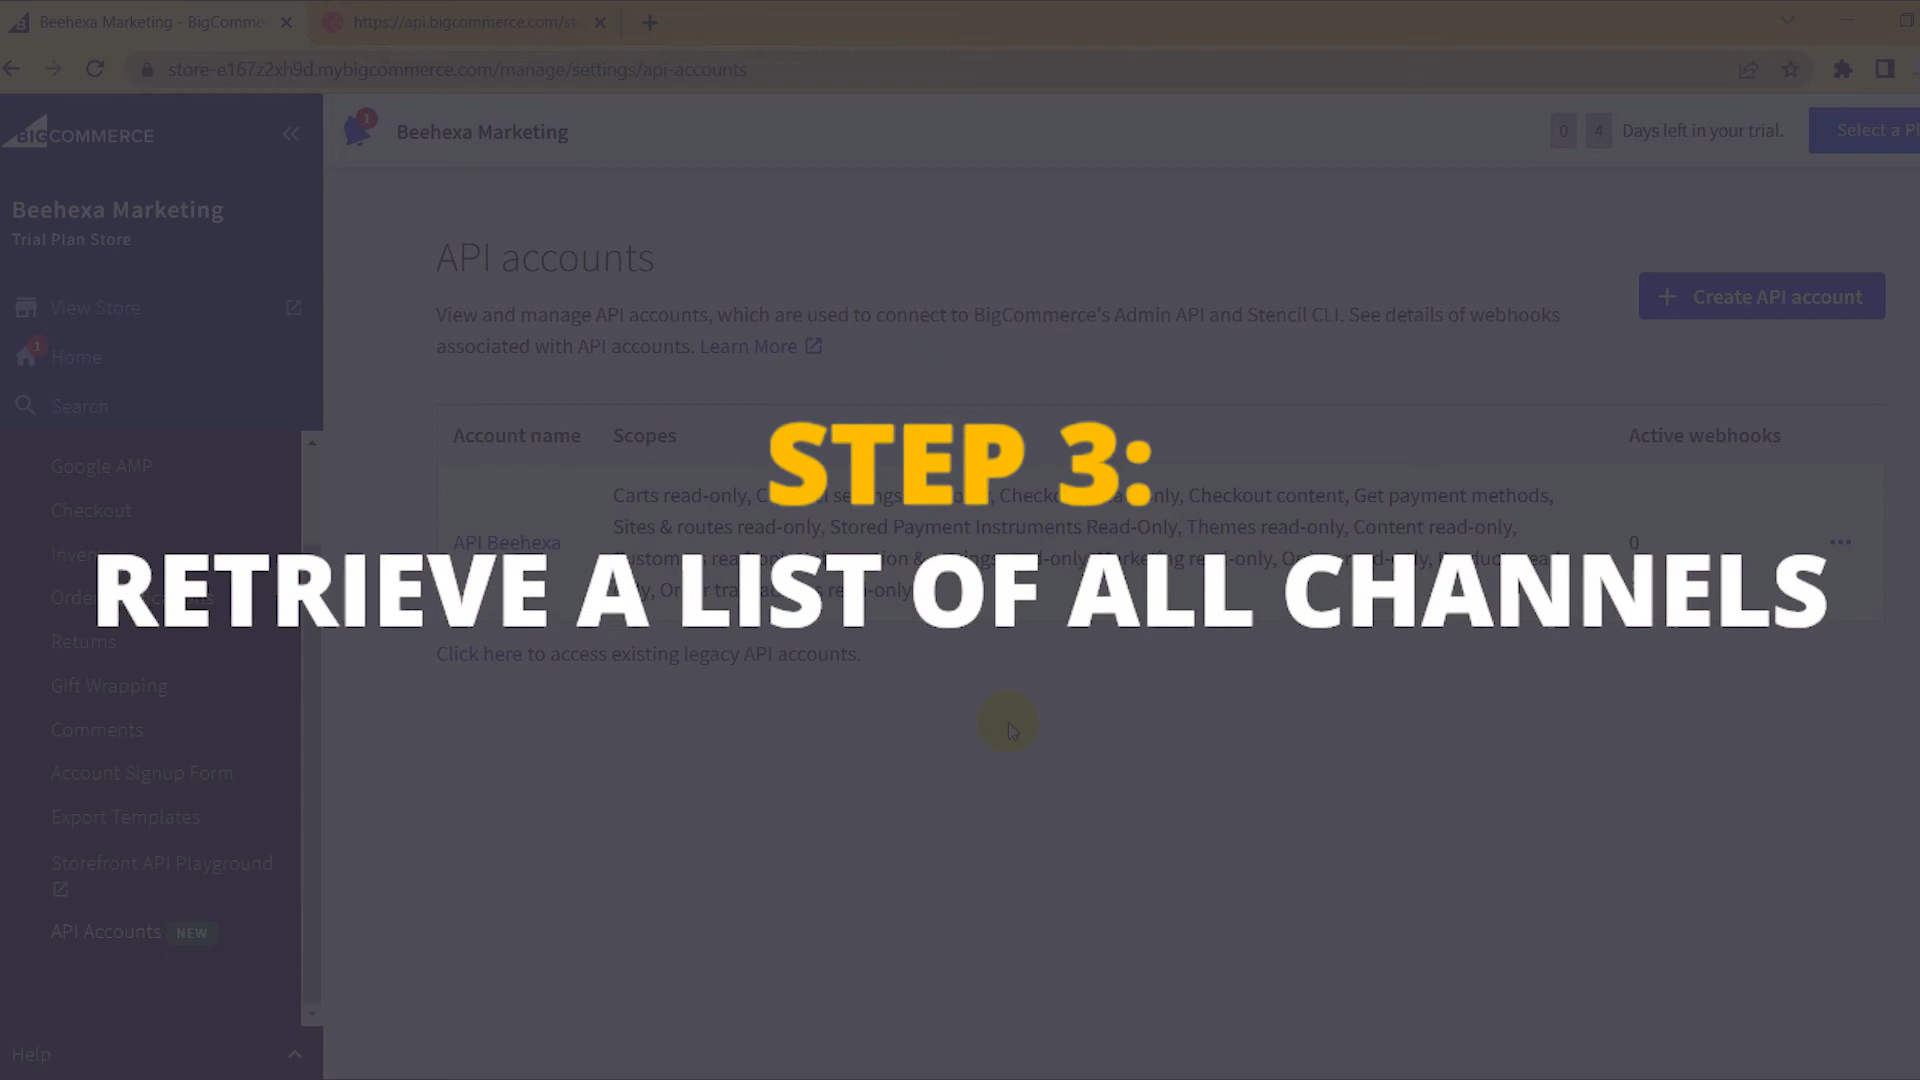 Beehexa Marketing - BigComme
https://api.bigcommerce.com/st
store-e167z2xh9d.mybigcommerce.com/manage/settings/api-accounts
BIGCOMMERCE
1
Beehexa Marketing
0 4 Days left in your trial.
Select a Pl
Beehexa Marketing
Trial Plan Store
View Store
1
Home
Search
Google AMP
Checkout
Returns
Gift Wrapping
Comments
Account Signup Form
Export Templates
Storefront API Playground
API Accounts NEW
Help
API accounts
Create API account
View and manage API accounts, which are used to connect to BigCommerce's Admin API and Stencil CLI. See details of webhooks
associated with API accounts. Learn More
Account name Scopes Active webhooks
STEP 3:
Carts read-only, Checkout content, Get payment methods,
Sites & routes read-only, Stored Payment Instruments Read-Only, Themes read-only, Content read-only,
API Beehexa
0
RETRIEVE A LIST OF ALL CHANNELS
Click here to access existing legacy API accounts.